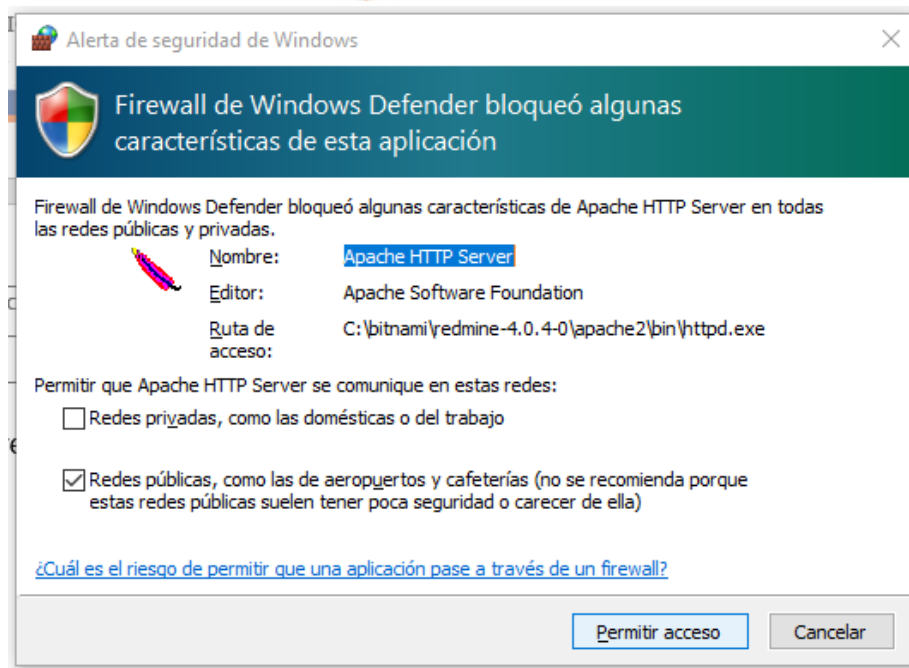 Alerta de seguridad de Windows
Firewall de Windows Defender bloqueó algunas
características de esta aplicación
Firewall de Windows Defender bloqueó algunas características de Apache HTTP Server en todas
las redes públicas y privadas.
Nombre: Apache HTTP Server
Editor: Apache Software Foundation
Ruta de acceso: C:\bitnami\redmine-4.0.4-0\apache2\bin\httpd.exe
Permitir que Apache HTTP Server se comunique en estas redes:
Redes privadas, como las domésticas o del trabajo
Redes públicas, como las de aeropuertos y cafeterías (no se recomienda porque
estas redes públicas suelen tener poca seguridad o carecer de ella)
¿Cuál es el riesgo de permitir que una aplicación pase a través de un firewall?
Permitir acceso Cancelar